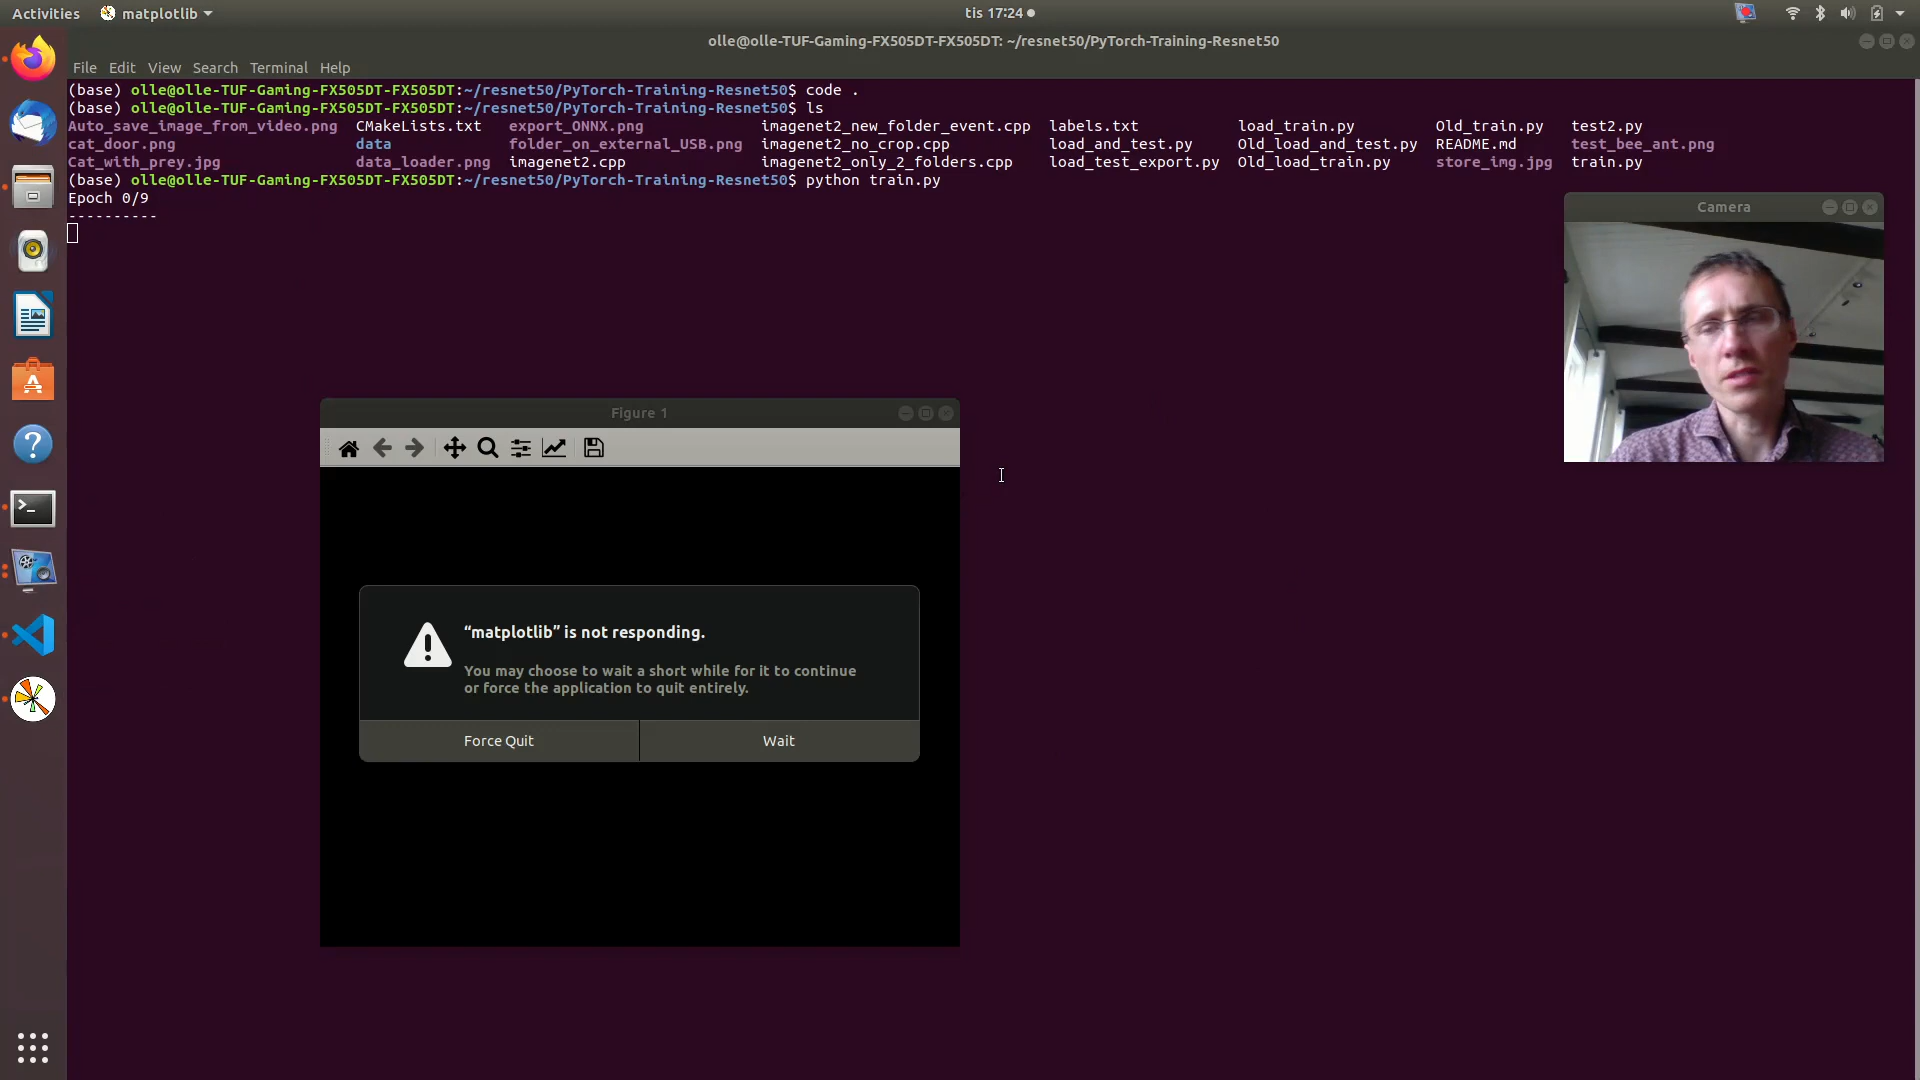 Activities matplotlib tis 17:24
olle@olle-TUF-Gaming-FX505DT-FX505DT: ~/resnet50/PyTorch-Training-Resnet50
File Edit View Search Terminal Help
(base) olle@olle-TUF-Gaming-FX505DT-FX505DT:~/resnet50/PyTorch-Training-Resnet50$ code .
(base) olle@olle-TUF-Gaming-FX505DT-FX505DT:~/resnet50/PyTorch-Training-Resnet50$ ls
Auto_save_image_from_video.png CMakeLists.txt export_ONNX.png imagenet2_new_folder_event.cpp labels.txt load_train.py Old_train.py test2.py
cat_door.png data folder_on_external_USB.png imagenet2_no_crop.cpp load_and_test.py Old_load_and_test.py README.md test_bee_ant.png
Cat_with_prey.jpg data_loader.png imagenet2.cpp imagenet2_only_2_folders.cpp load_test_export.py Old_load_train.py store_img.jpg train.py
(base) olle@olle-TUF-Gaming-FX505DT-FX505DT:~/resnet50/PyTorch-Training-Resnet50$ python train.py
Epoch 0/9
----------
Camera
Figure 1
“matplotlib” is not responding.
You may choose to wait a short while for it to continue
or force the application to quit entirely.
Force Quit Wait